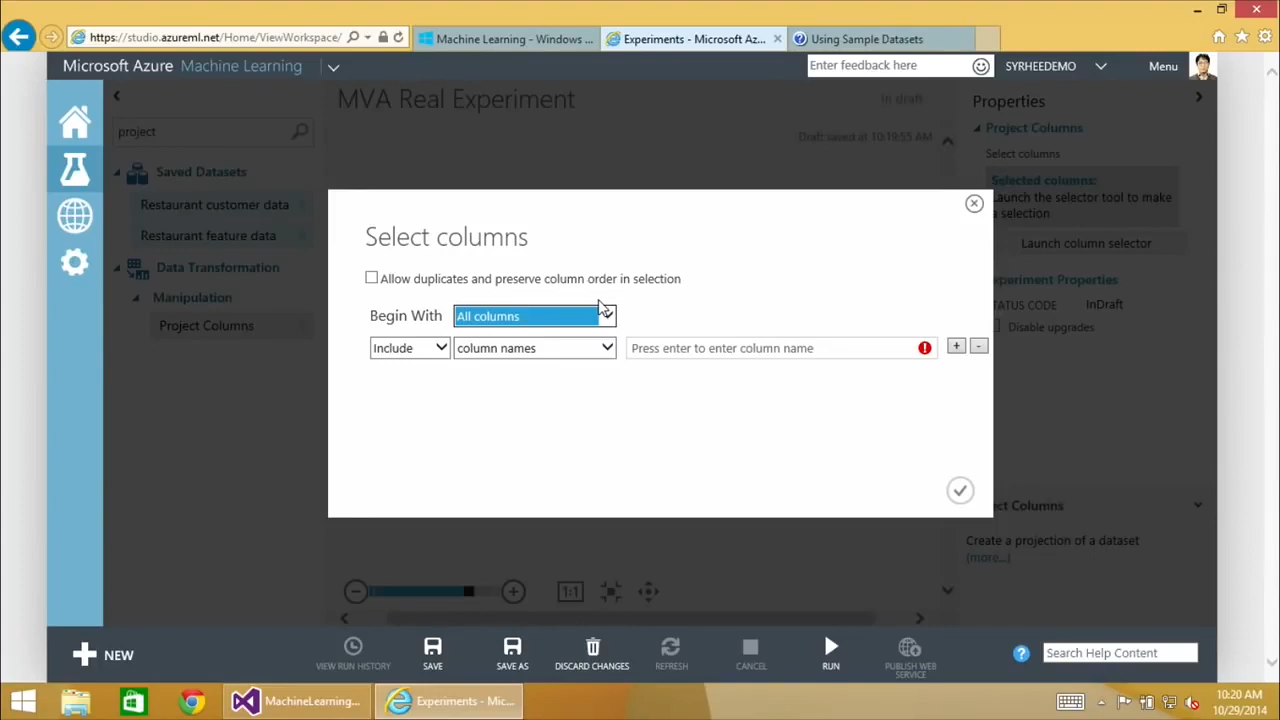 https://studio.azureml.net/Home/ViewWorkspace/
Machine Learning - Windows ...
Experiments - Microsoft Az...
Using Sample Datasets
Microsoft Azure Machine Learning
Enter feedback here
SYRHEEDEMO
Menu
project
Saved Datasets
Restaurant customer data
Restaurant feature data
Data Transformation
Manipulation
Project Columns
MVA Real Experiment
In draft
Draft saved at 10:19:55 AM
Select columns
Allow duplicates and preserve column order in selection
Begin With All columns
Include column names Press enter to enter column name + -
Properties
Project Columns
Select columns
Selected columns:
Launch the selector tool to make
a selection
Launch column selector
xperiment Properties
TATUS CODE InDraft
Disable upgrades
ct Columns
Create a projection of a dataset
(more...)
1:1
NEW
VIEW RUN HISTORY
SAVE
SAVE AS
DISCARD CHANGES
REFRESH
CANCEL
RUN
PUBLISH WEB
SERVICE
Search Help Content
MachineLearning...
Experiments - Mic...
10:20 AM
10/29/2014